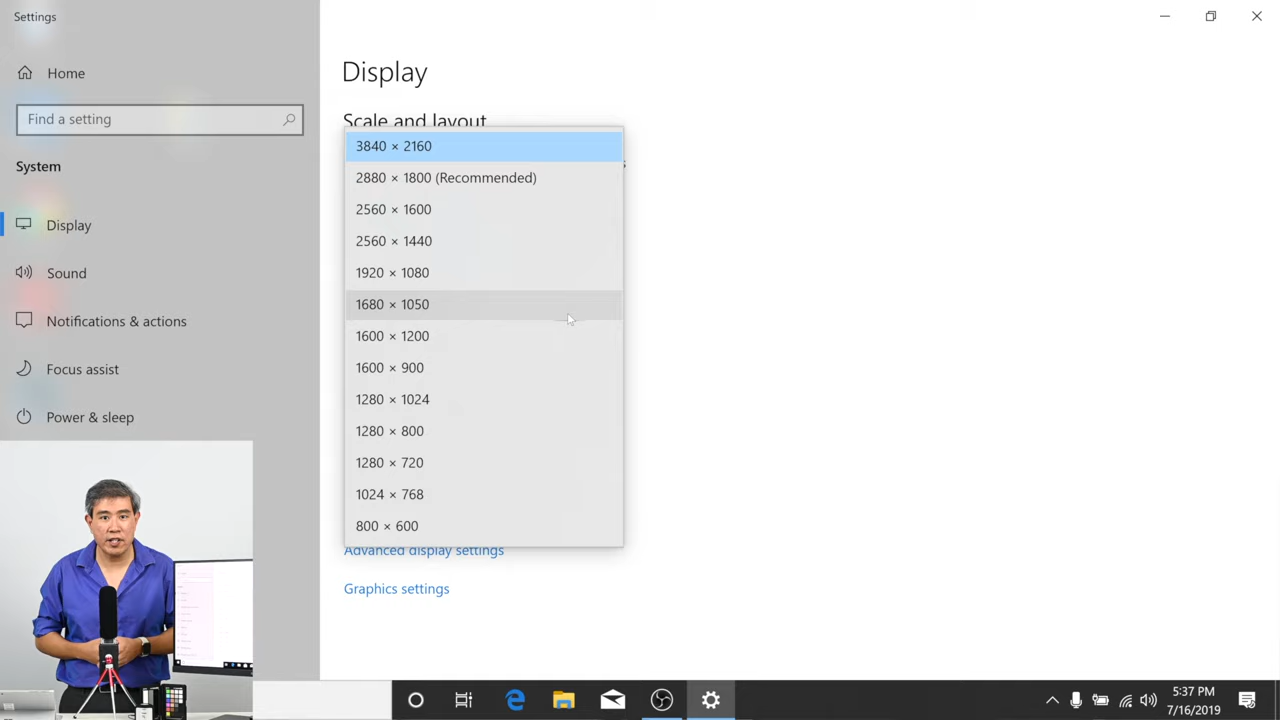 Settings
Home
Find a setting
System
Display
Sound
Notifications & actions
Focus assist
Power & sleep
Display
Scale and layout
3840 × 2160
2880 × 1800 (Recommended)
2560 × 1600
2560 × 1440
1920 × 1080
1680 × 1050
1600 × 1200
1600 × 900
1280 × 1024
1280 × 800
1280 × 720
1024 × 768
800 × 600
Advanced display settings
Graphics settings
5:37 PM
7/16/2019